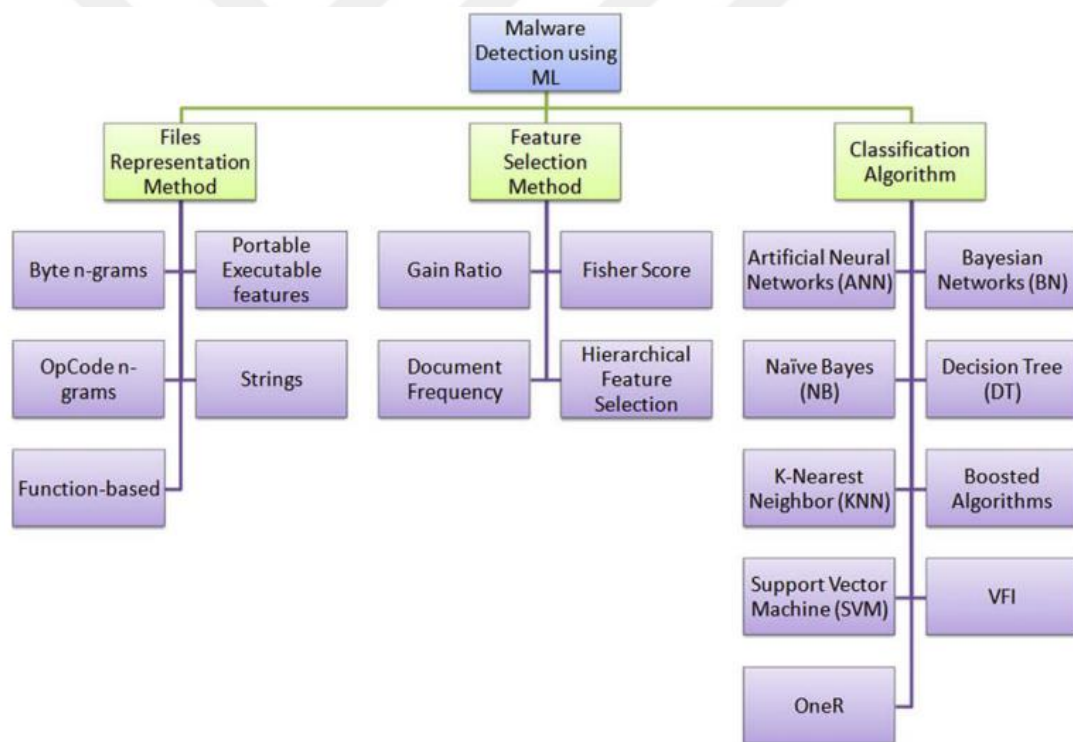 Malware
Detection using
ML
Files
Representation
Method
Feature
Selection
Method
Classification
Algorithm
Byte n-grams
Portable
Executable
features
Gain Ratio
Fisher Score
Artificial Neural
Networks (ANN)
Bayesian
Networks (BN)
OpCode n-
grams
Strings
Document
Frequency
Hierarchical
Feature
Selection
Naïve Bayes
(NB)
Decision Tree
(DT)
Function-based
K-Nearest
Neighbor (KNN)
Boosted
Algorithms
Support Vector
Machine (SVM)
VFI
OneR